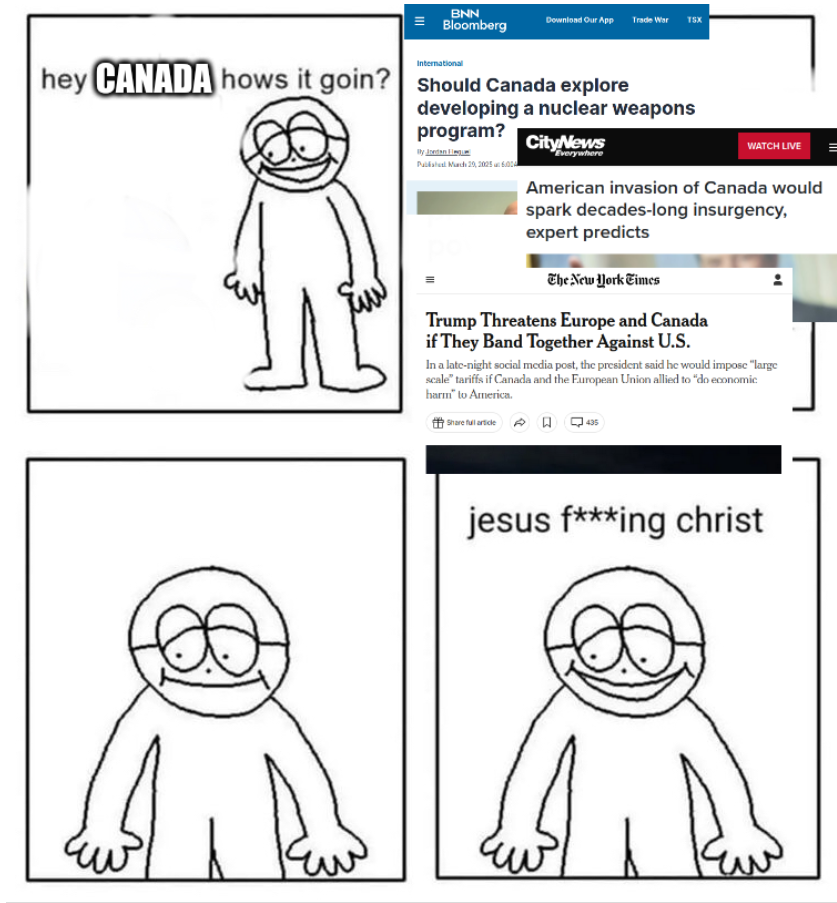 hey CANADA hows it goin?
BNN
Bloomberg
Download Our App
Trade War
TSX
International
Should Canada explore
developing a nuclear weapons
program?
By Published: March 29, 2025 at 6:00A
CityNews
Everywhere
WATCH LIVE
American invasion of Canada would
spark decades-long insurgency,
expert predicts
The New York Times
Trump Threatens Europe and Canada
if They Band Together Against U.S.
In a late-night social media post, the president said he would impose "large
scale" tariffs if Canada and the European Union allied to "do economic
harm" to America.
Share full article
435
jesus f***ing christ